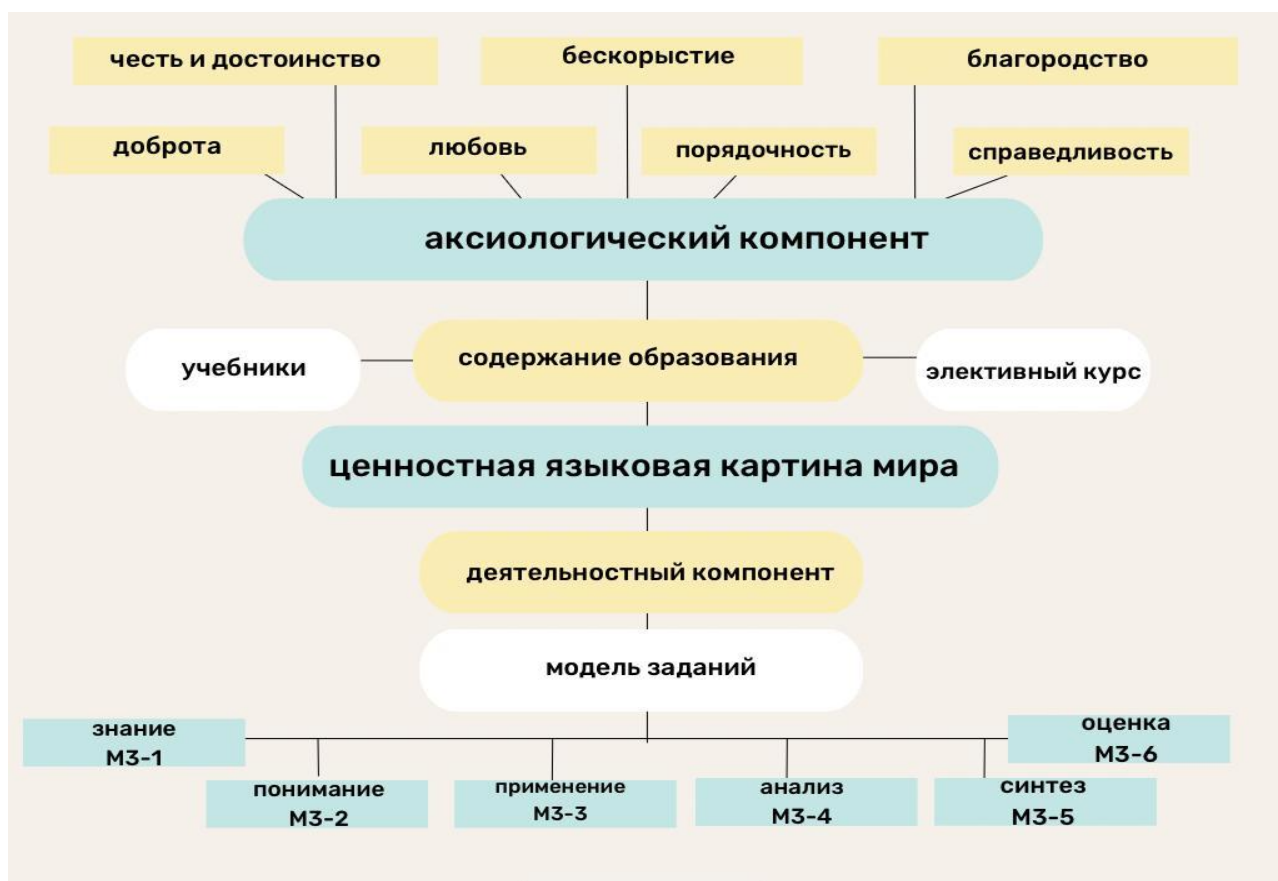 честь и достоинство
бескорыстие
благородство
доброта
любовь
порядочность
справедливость
аксиологический компонент
учебники
содержание образования
элективный курс
ценностная языковая картина мира
деятельностный компонент
модель заданий
знание
МЗ-1
оценка
МЗ-6
понимание
МЗ-2
применение
МЗ-3
анализ
МЗ-4
синтез
МЗ-5